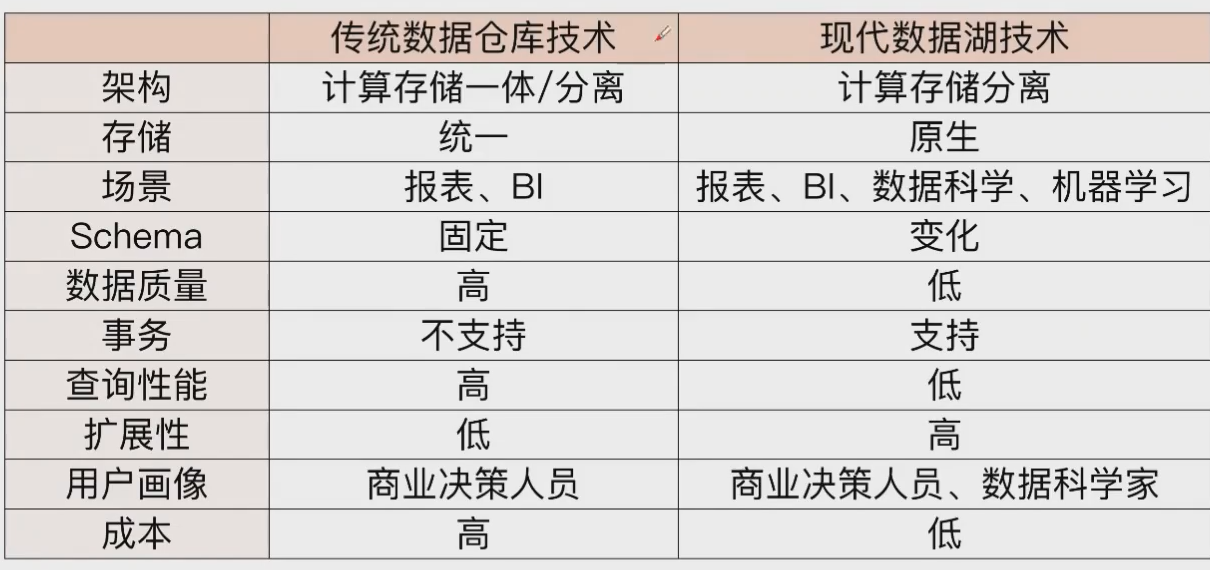 传统数据仓库技术 现代数据湖技术
架构 计算存储一体/分离 计算存储分离
存储 统一 原生
场景 报表、BI 报表、BI、数据科学、机器学习
Schema 固定 变化
数据质量 高 低
事务 不支持 支持
查询性能 高 低
扩展性 低 高
用户画像 商业决策人员 商业决策人员、数据科学家
成本 高 低